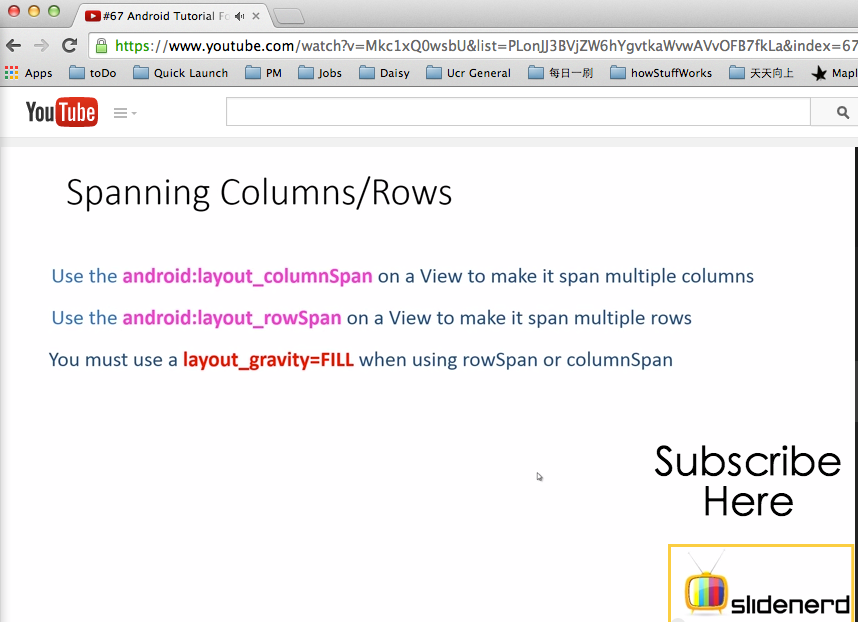 #67 Android Tutorial Fo
https://www.youtube.com/watch?v=Mkc1xQ0wsbU&list=PLonJJ3BVjZW6hYgvtkaWvwAVvOFB7fkLa&index=67
Apps toDo Quick Launch PM Jobs Daisy Ucr General 每日一刷 howStuffWorks 天天向上 Mapl
YouTube
Spanning Columns/Rows
Use the android:layout_columnSpan on a View to make it span multiple columns
Use the android:layout_rowSpan on a View to make it span multiple rows
You must use a layout_gravity=FILL when using rowSpan or columnSpan
Subscribe
Here
slidenerd